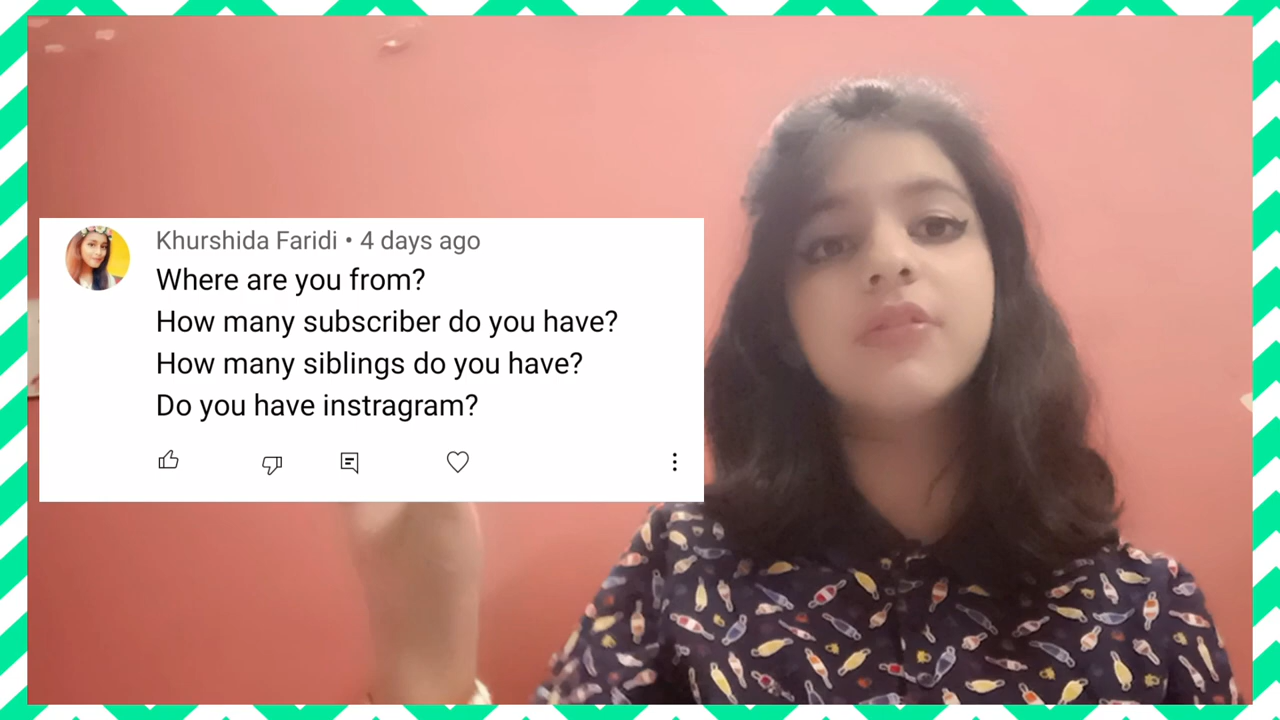 Khurshida Faridi • 4 days ago
Where are you from?
How many subscriber do you have?
How many siblings do you have?
Do you have instragram?